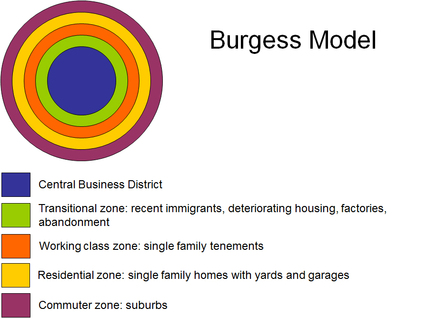 Burgess Model
Central Business District
Transitional zone: recent immigrants, deteriorating housing, factories,
abandonment
Working class zone: single family tenements
Residential zone: single family homes with yards and garages
Commuter zone: suburbs